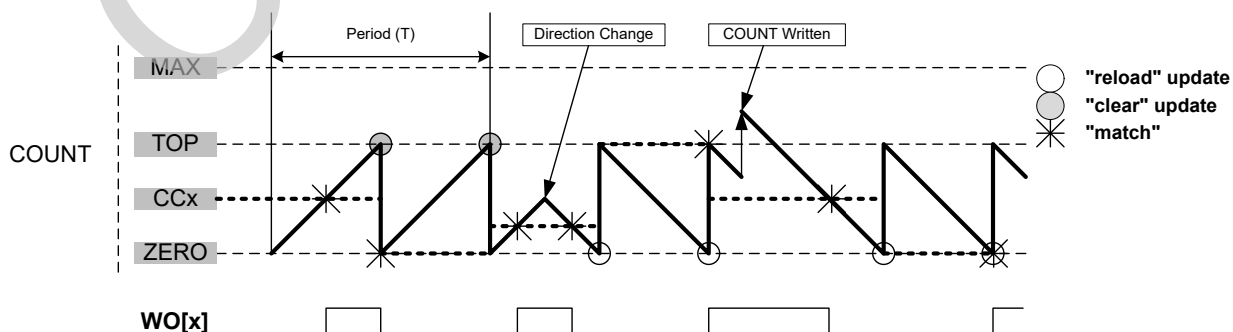 Period (T)
Direction Change
COUNT Written
MAX
"reload" update
"clear" update
TOP
"match"
COUNT
CCx
ZERO
WO[x]